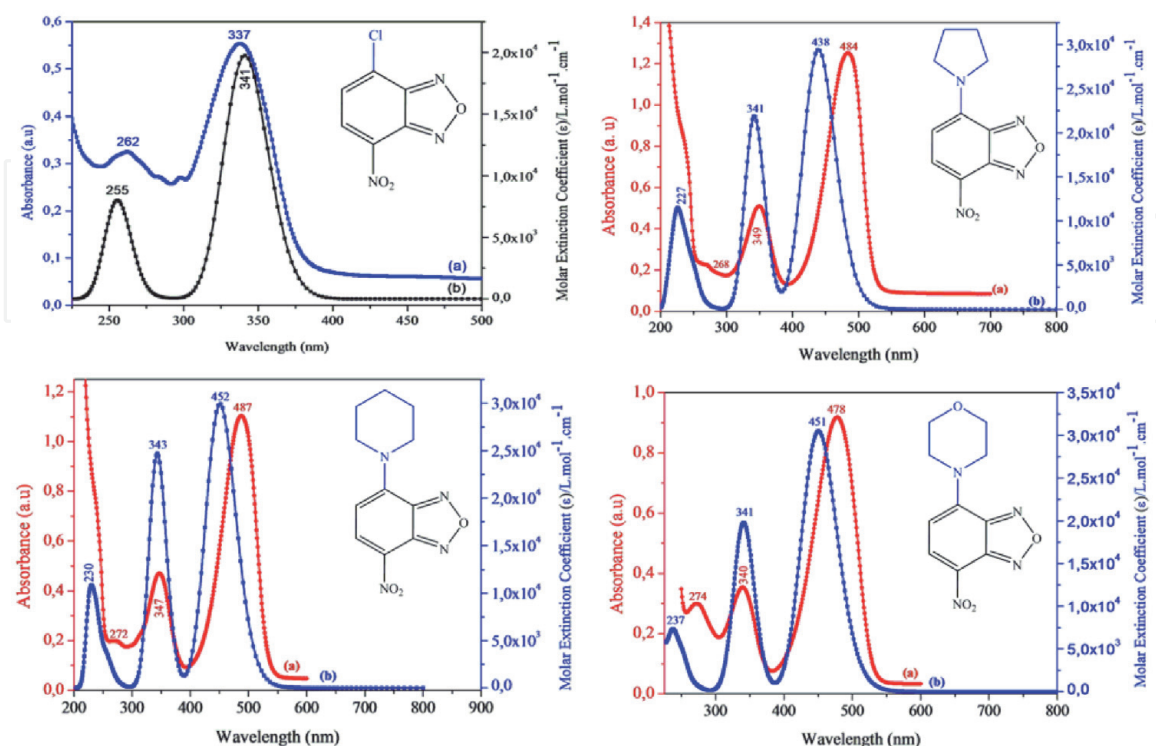 0,6
0,5
0,4
0,3
0,2
0,1
0,0
Absorbance (a.u)
337
341
262
255
Cl
N
O
N
NO₂
(a)
(b)
2,0x10⁴
1,5x10⁴
1,0x10⁴
5,0x10³
0,0
Molar Extinction Coefficient (ε)/L.mol⁻¹.cm
250 300 350 400 450 500
Wavelength (nm)
1,4
1,2
1,0
0,8
0,6
0,4
0,2
0,0
Absorbance (a. u)
438
484
341
227
349
268
N
N
O
N
NO₂
(a)
(b)
3,0x10⁴
2,5x10⁴
2,0x10⁴
1,5x10⁴
1,0x10⁴
5,0x10³
0,0
Molar Extinction Coefficient (ε)/L.mol⁻¹.cm
200 300 400 500 600 700 800
Wavelength (nm)
1,2
1,0
0,8
0,6
0,4
0,2
0,0
Absorbance (a.u)
452
487
343
230
347
272
N
N
O
N
NO₂
(a)
(b)
3,0x10⁴
2,5x10⁴
2,0x10⁴
1,5x10⁴
1,0x10⁴
5,0x10³
0,0
Molar Extinction Coefficient (ε)/L.mol⁻¹.cm⁻¹
200 300 400 500 600 700 800 900
Wavelength (nm)
1,0
0,8
0,6
0,4
0,2
0,0
Absorbance (a.u)
451
478
341
340
274
237
O
N
N
O
N
NO₂
(a)
(b)
3,5x10⁴
3,0x10⁴
2,5x10⁴
2,0x10⁴
1,5x10⁴
1,0x10⁴
5,0x10³
0,0
Molar Extinction Coefficient (ε)/L.mol⁻¹.cm⁻¹
300 400 500 600 700 800
Wavelength (nm)